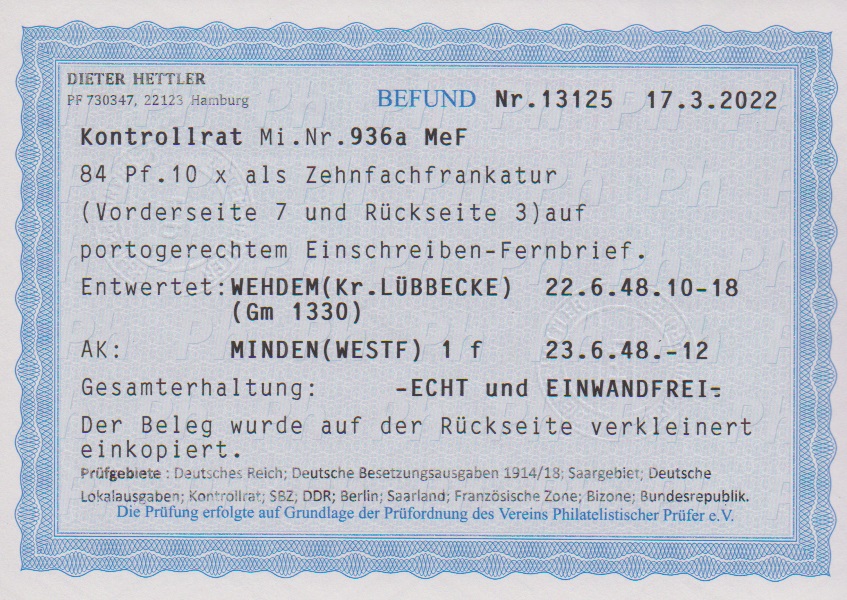 DIETER HETTLER
PF 730347, 22123 Hamburg
BEFUND Nr.13125 17.3.2022
Kontrollrat Mi.Nr.936a MeF
84 Pf.10 x als Zehnfachfrankatur
(Vorderseite 7 und Rückseite 3)auf
portogerechtem Einschreiben-Fernbrief.
Entwertet:WEHDEM(Kr.LÜBBECKE) 22.6.48.10-18
(Gm 1330)
AK: MINDEN(WESTF) 1 f 23.6.48.-12
Gesamterhaltung: -ECHT und EINWANDFREI-
Der Beleg wurde auf der Rückseite verkleinert
einkopiert.
Prüfgebiete : Deutsches Reich; Deutsche Besetzungsausgaben 1914/18; Saargebiet; Deutsche
Lokalausgaben; Kontrollrat; SBZ; DDR; Berlin; Saarland; Französische Zone; Bizone; Bundesrepublik.
Die Prüfung erfolgte auf Grundlage der Prüfordnung des Vereins Philatelistischer Prüfer e.V.